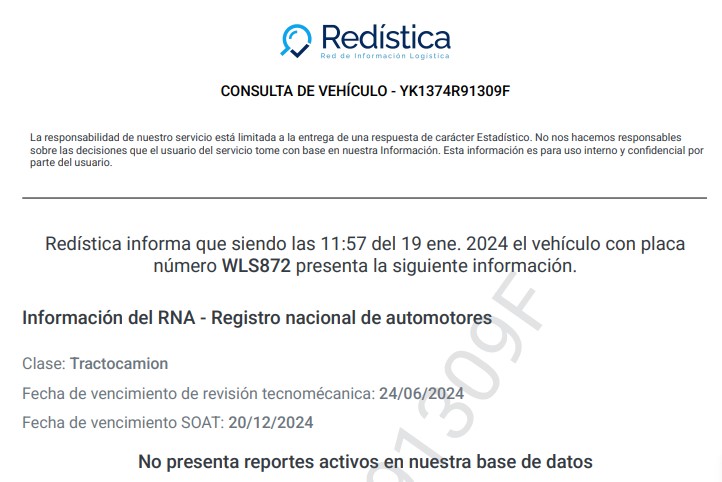 Redística
Red de Información Logística
CONSULTA DE VEHÍCULO - YK1374R91309F
La responsabilidad de nuestro servicio está limitada a la entrega de una respuesta de carácter Estadístico. No nos hacemos responsables
sobre las decisiones que el usuario del servicio tome con base en nuestra Información. Esta información es para uso interno y confidencial por
parte del usuario.
Redística informa que siendo las 11:57 del 19 ene. 2024 el vehículo con placa
número WLS872 presenta la siguiente información.
Información del RNA - Registro nacional de automotores
Clase: Tractocamion
Fecha de vencimiento de revisión tecnomécanica: 24/06/2024
Fecha de vencimiento SOAT: 20/12/2024
No presenta reportes activos en nuestra base de datos
91309F